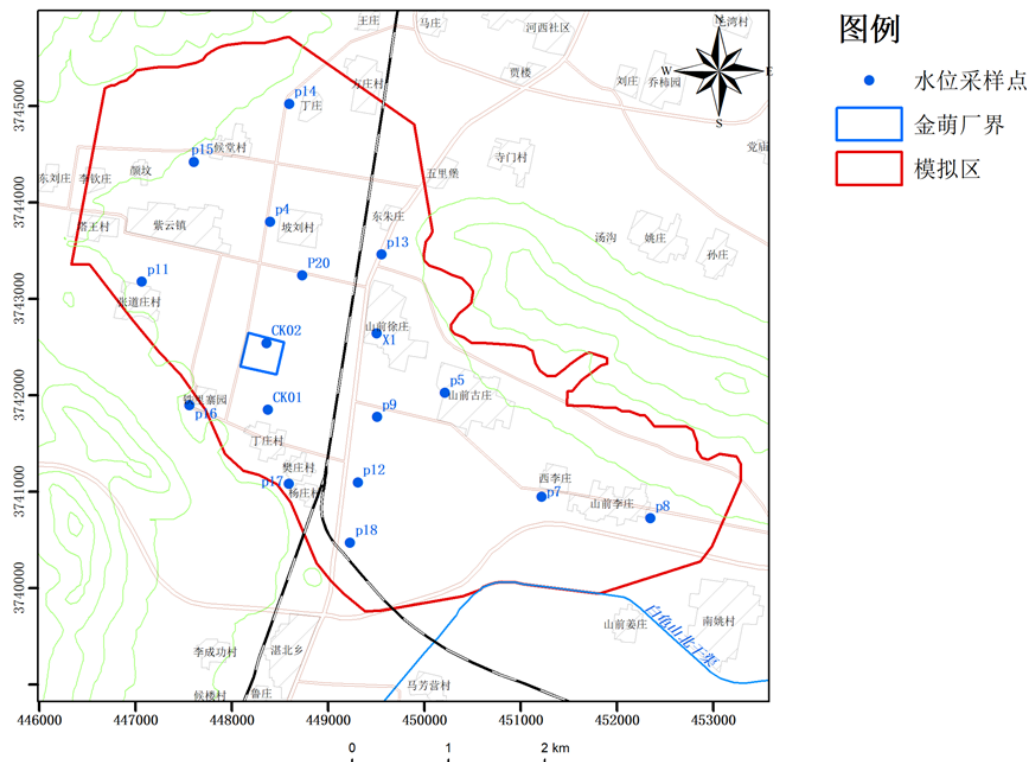 图例
水位采样点
金萌厂界
模拟区
N
W
E
S
王庄
马庄
河西社区
湾村
贾楼
刘庄
乔柿园
方庄村
p14
丁庄
党庙
候堂村
p15
寺门村
五里堡
东刘庄
李钦庄
颜坟
p4
坡刘村
东朱庄
塔王村
紫云镇
p13
汤沟
姚庄
孙庄
P20
p11
张道庄村
CK02
山前徐庄
X1
p5
山前古庄
寨园
p16
CK01
p9
丁庄村
樊庄村
p17
杨庄村
p12
西李庄
p7
山前李庄
p8
p18
白龟山北干渠
山前姜庄
南姚村
李成功村
湛北乡
候楼村
鲁庄
马芳营村
3745000
3744000
3743000
3742000
3741000
3740000
446000
447000
448000
449000
450000
451000
452000
453000
0
1
2 km